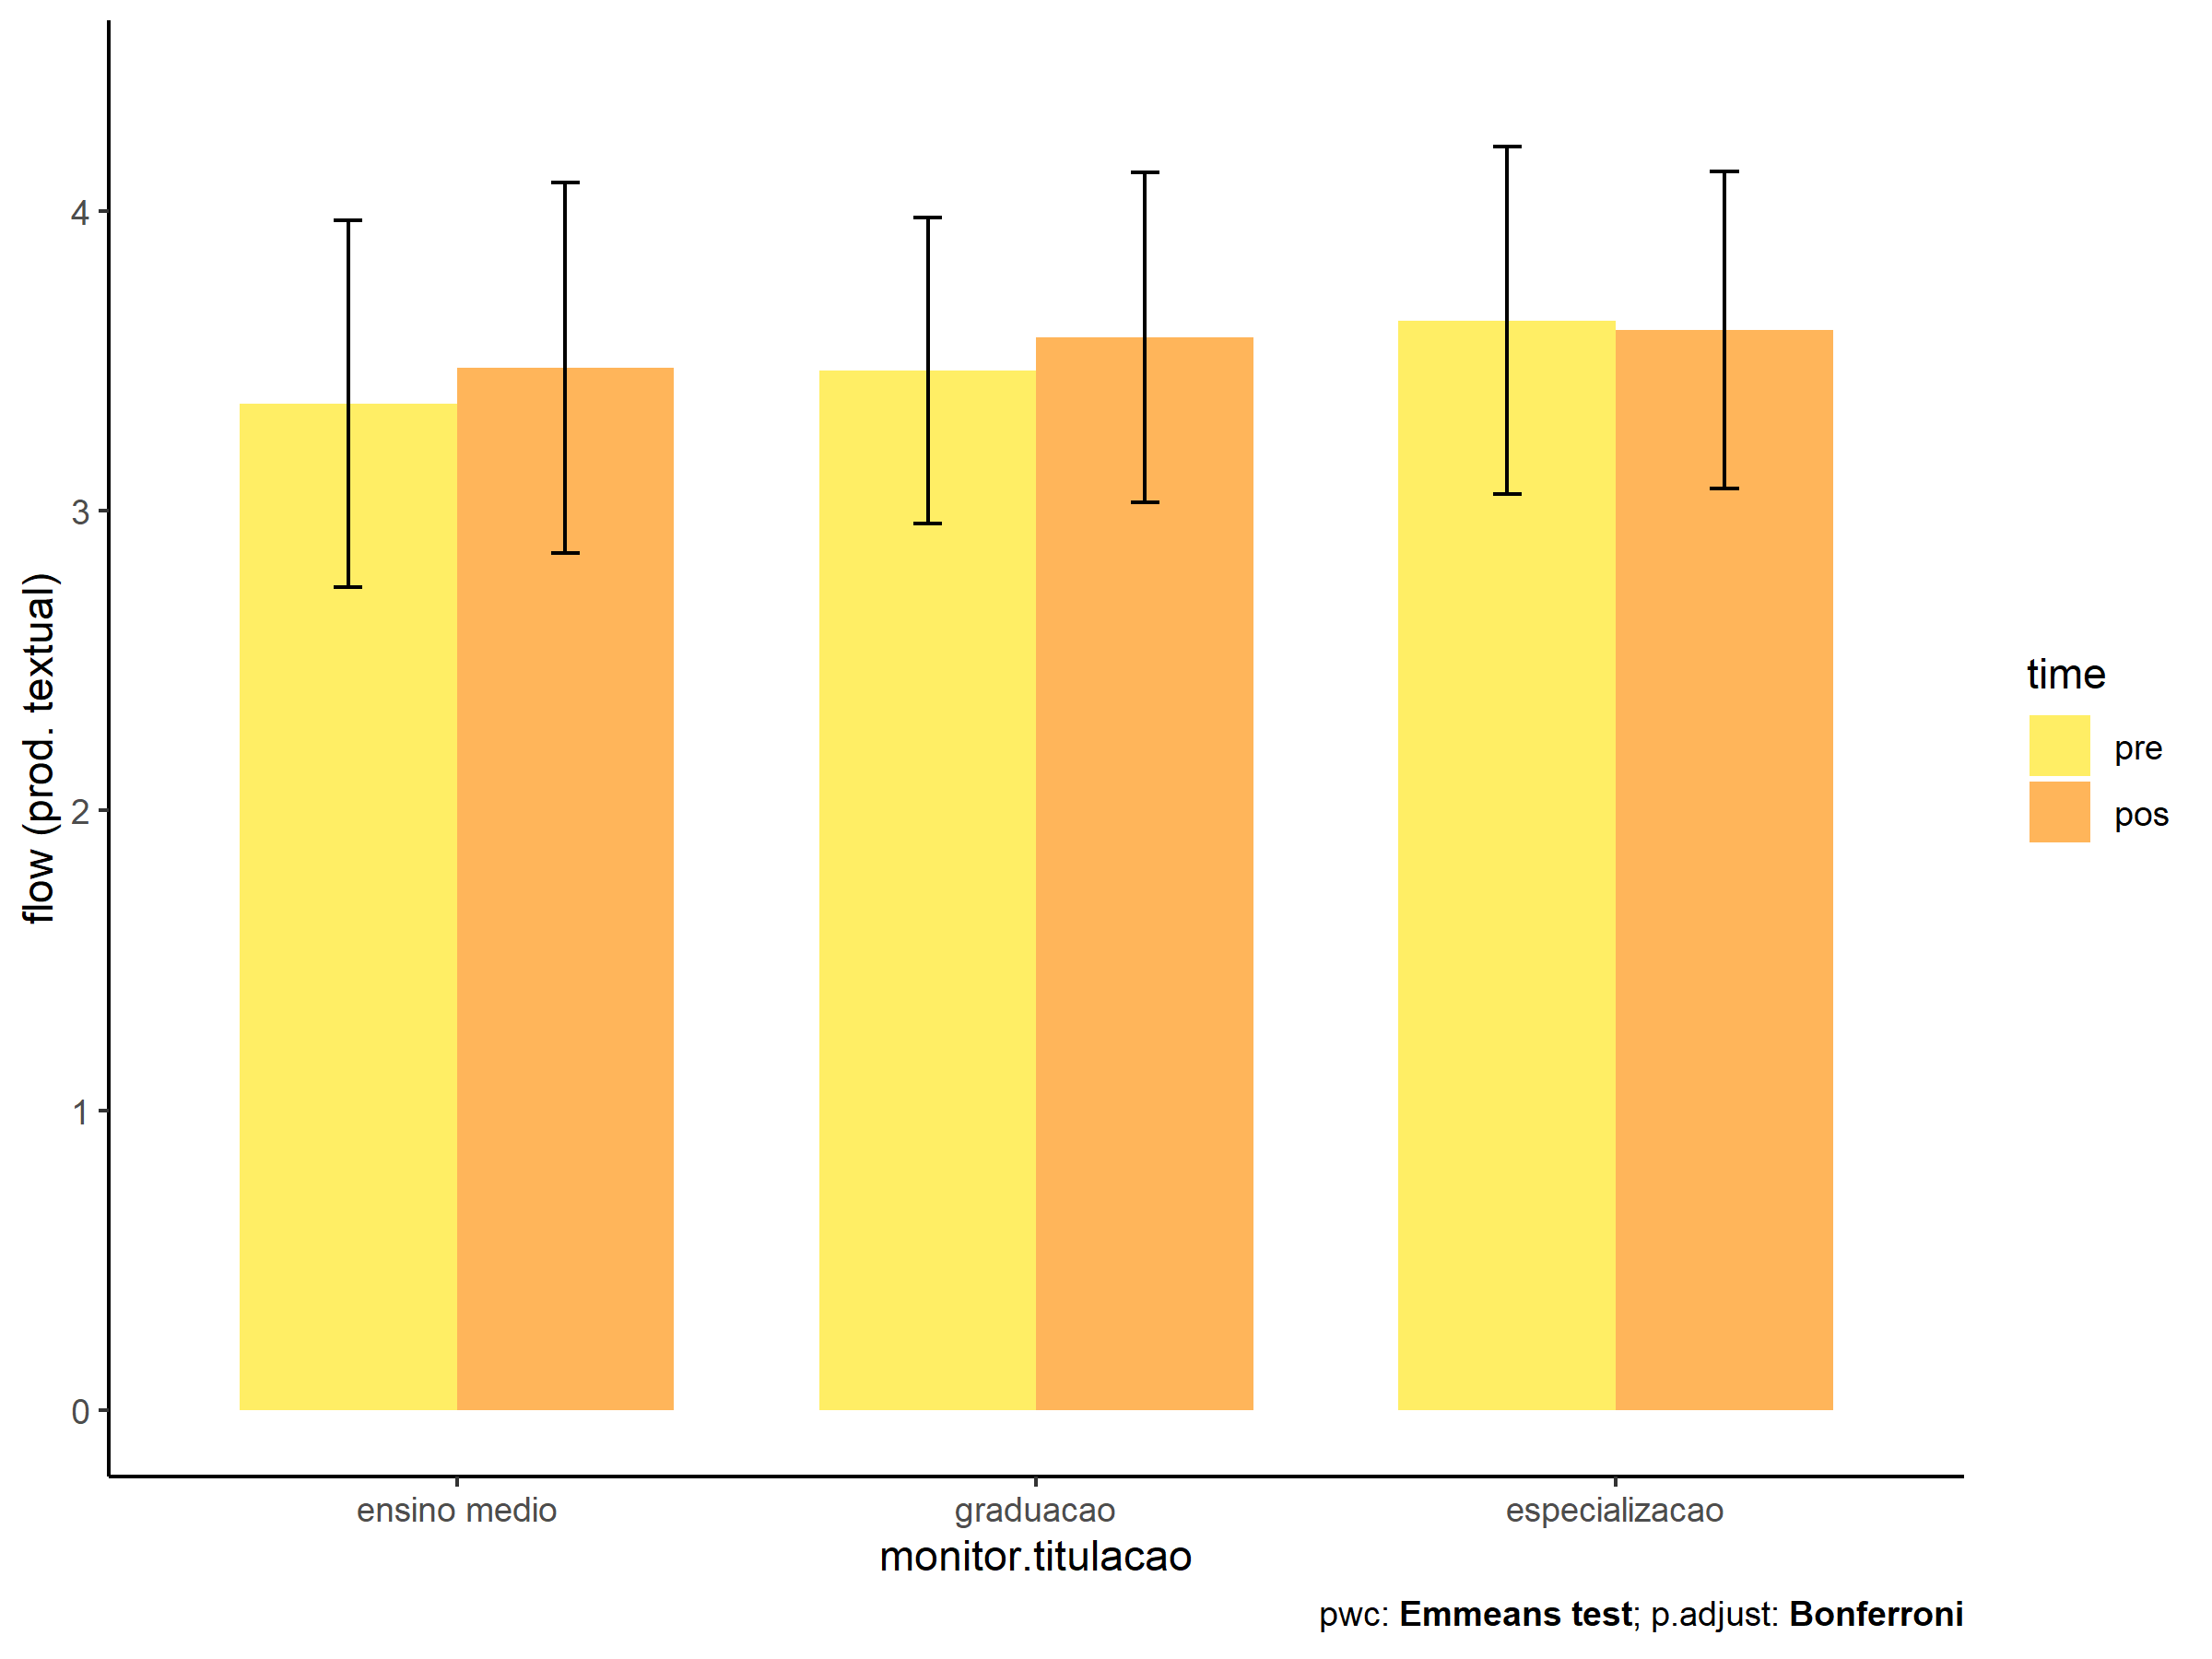 flow (prod. textual)
4
3
2
1
0
ensino medio graduacao especializacao
monitor.titulacao
pwc: Emmeans test; p.adjust: Bonferroni
time
pre
pos